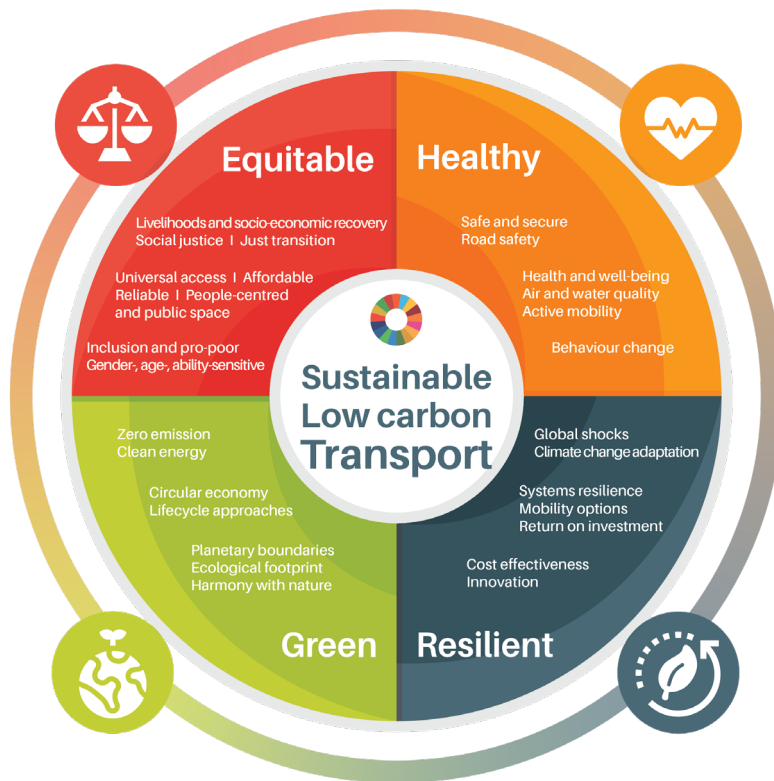 Equitable
Livelihoods and socio-economic recovery
Social justice I Just transition
Universal access I Affordable
Reliable I People-centred
and public space
Inclusion and pro-poor
Gender-, age-, ability-sensitive
Healthy
Safe and secure
Road safety
Health and well-being
Air and water quality
Active mobility
Behaviour change
Sustainable
Low carbon
Transport
Zero emission
Clean energy
Circular economy
Lifecycle approaches
Planetary boundaries
Ecological footprint
Harmony with nature
Green
Global shocks
Climate change adaptation
Systems resilience
Mobility options
Return on investment
Cost effectiveness
Innovation
Resilient